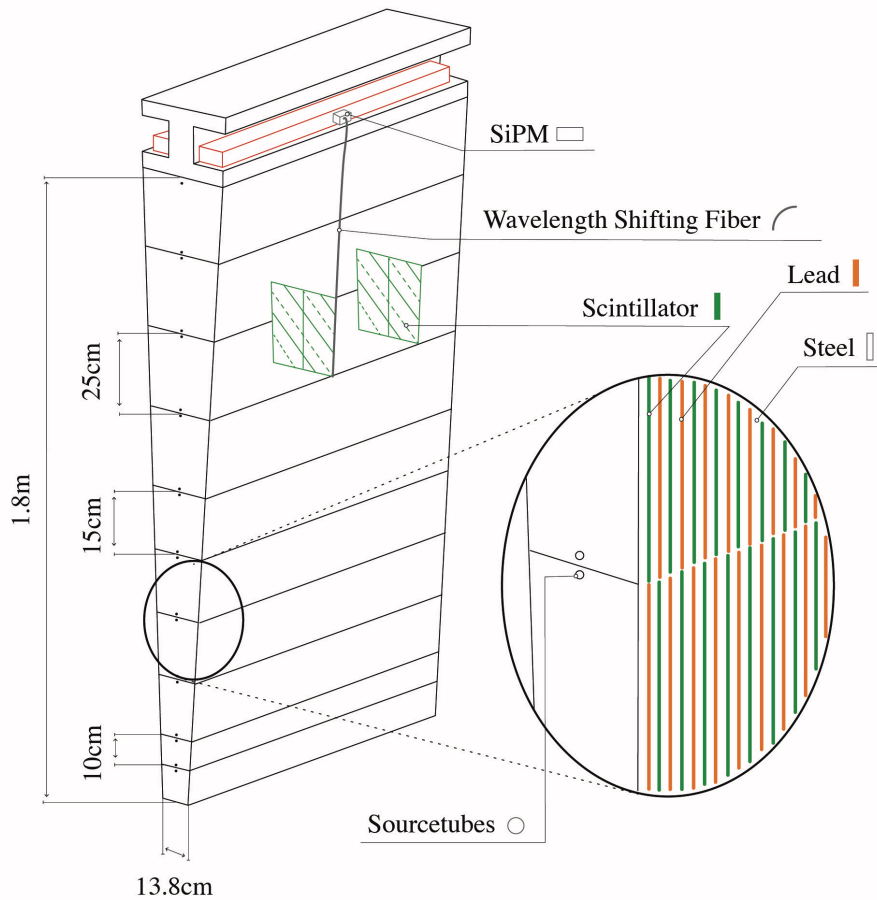 SiPM
Wavelength Shifting Fiber
Lead
Scintillator
Steel
25cm
1.8m
15cm
10cm
Sourcetubes
13.8cm